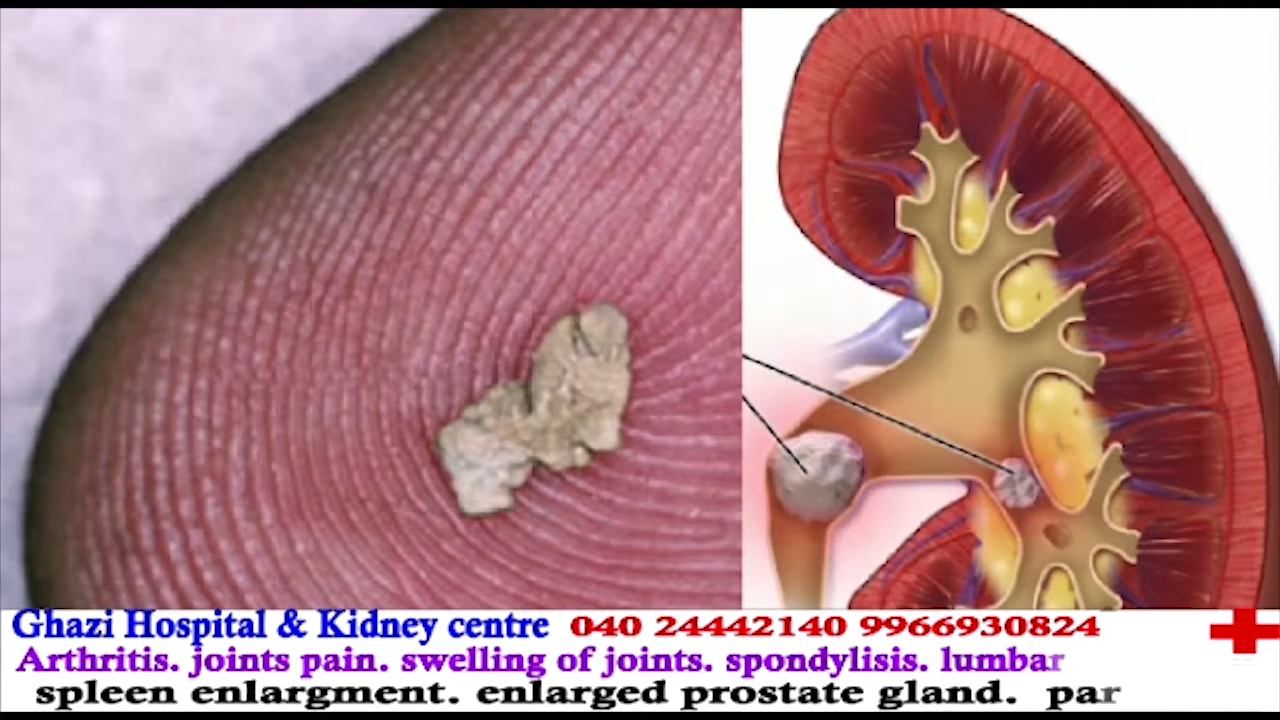 Ghazi Hospital & Kidney centre 040 24442140 9966930824
Arthritis. joints pain. swelling of joints. spondylisis. lumbar
spleen enlargment. enlarged prostate gland. par